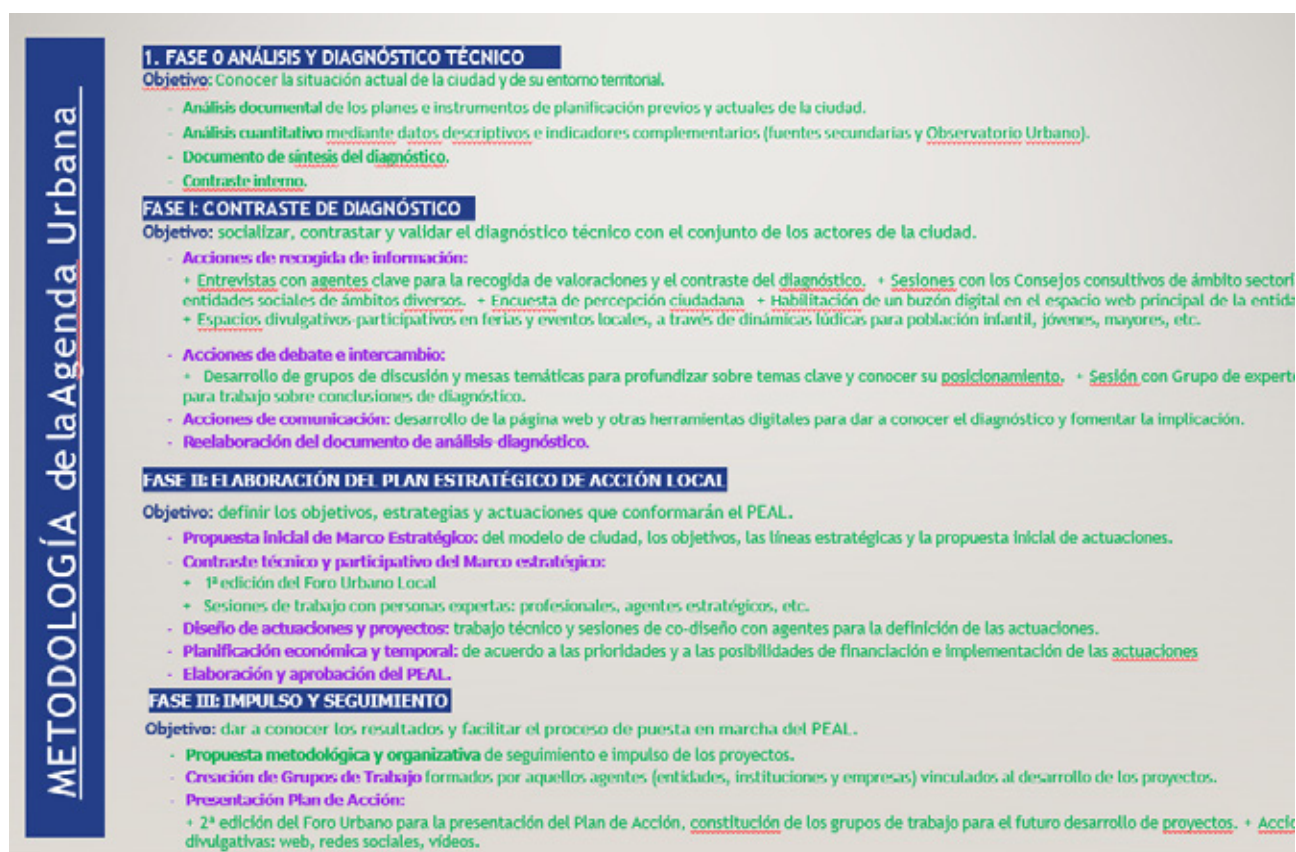 METODOLOGÍA de la Agenda Urbana
1. FASE 0 ANÁLISIS Y DIAGNÓSTICO TÉCNICO
Objetivo: Conocer la situación actual de la ciudad y de su entorno territorial.
- Análisis documental de los planes e instrumentos de planificación previos y actuales de la ciudad.
- Análisis cuantitativo mediante datos descriptivos e indicadores complementarios (fuentes secundarias y Observatorio Urbano).
- Documento de síntesis del diagnóstico.
- Contraste interno.
FASE I: CONTRASTE DE DIAGNÓSTICO
Objetivo: socializar, contrastar y validar el diagnóstico técnico con el conjunto de los actores de la ciudad.
- Acciones de recogida de información:
+ Entrevistas con agentes clave para la recogida de valoraciones y el contraste del diagnóstico. + Sesiones con los Consejos consultivos de ámbito sectori
entidades sociales de ámbitos diversos. + Encuesta de percepción ciudadana + Habilitación de un buzón digital en el espacio web principal de la entida
+ Espacios divulgativos-participativos en ferias y eventos locales, a través de dinámicas lúdicas para población infantil, jóvenes, mayores, etc.
- Acciones de debate e intercambio:
+ Desarrollo de grupos de discusión y mesas temáticas para profundizar sobre temas clave y conocer su posicionamiento. + Sesión con Grupo de experto
para trabajo sobre conclusiones de diagnóstico.
- Acciones de comunicación: desarrollo de la página web y otras herramientas digitales para dar a conocer el diagnóstico y fomentar la implicación.
- Reelaboración del documento de análisis-diagnóstico.
FASE II: ELABORACIÓN DEL PLAN ESTRATÉGICO DE ACCIÓN LOCAL
Objetivo: definir los objetivos, estrategias y actuaciones que conformarán el PEAL.
- Propuesta inicial de Marco Estratégico: del modelo de ciudad, los objetivos, las líneas estratégicas y la propuesta inicial de actuaciones.
- Contraste técnico y participativo del Marco estratégico:
+ 1ª edición del Foro Urbano Local
+ Sesiones de trabajo con personas expertas: profesionales, agentes estratégicos, etc.
- Diseño de actuaciones y proyectos: trabajo técnico y sesiones de co-diseño con agentes para la definición de las actuaciones.
- Planificación económica y temporal: de acuerdo a las prioridades y a las posibilidades de financiación e implementación de las actuaciones
- Elaboración y aprobación del PEAL.
FASE III: IMPULSO Y SEGUIMIENTO
Objetivo: dar a conocer los resultados y facilitar el proceso de puesta en marcha del PEAL.
- Propuesta metodológica y organizativa de seguimiento e impulso de los proyectos.
- Creación de Grupos de Trabajo formados por aquellos agentes (entidades, instituciones y empresas) vinculados al desarrollo de los proyectos.
- Presentación Plan de Acción:
+ 2ª edición del Foro Urbano para la presentación del Plan de Acción, constitución de los grupos de trabajo para el futuro desarrollo de proyectos. + Accio
divulgativas: web, redes sociales, vídeos.